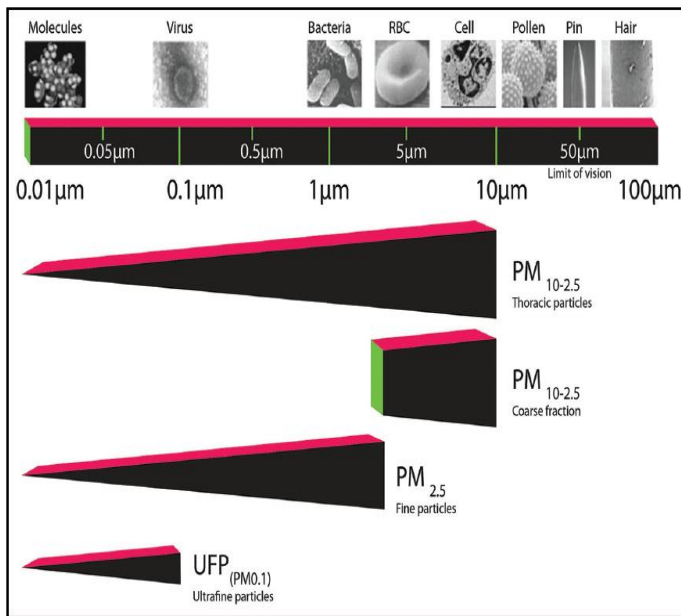 Molecules Virus Bacteria RBC Cell Pollen Pin Hair
0.05µm 0.5µm 5µm 50µm
Limit of vision
0.01µm 0.1µm 1µm 10µm 100µm
PM 10-2.5
Thoracic particles
PM 10-2.5
Coarse fraction
PM 2.5
Fine particles
UFP(PM0.1)
Ultrafine particles